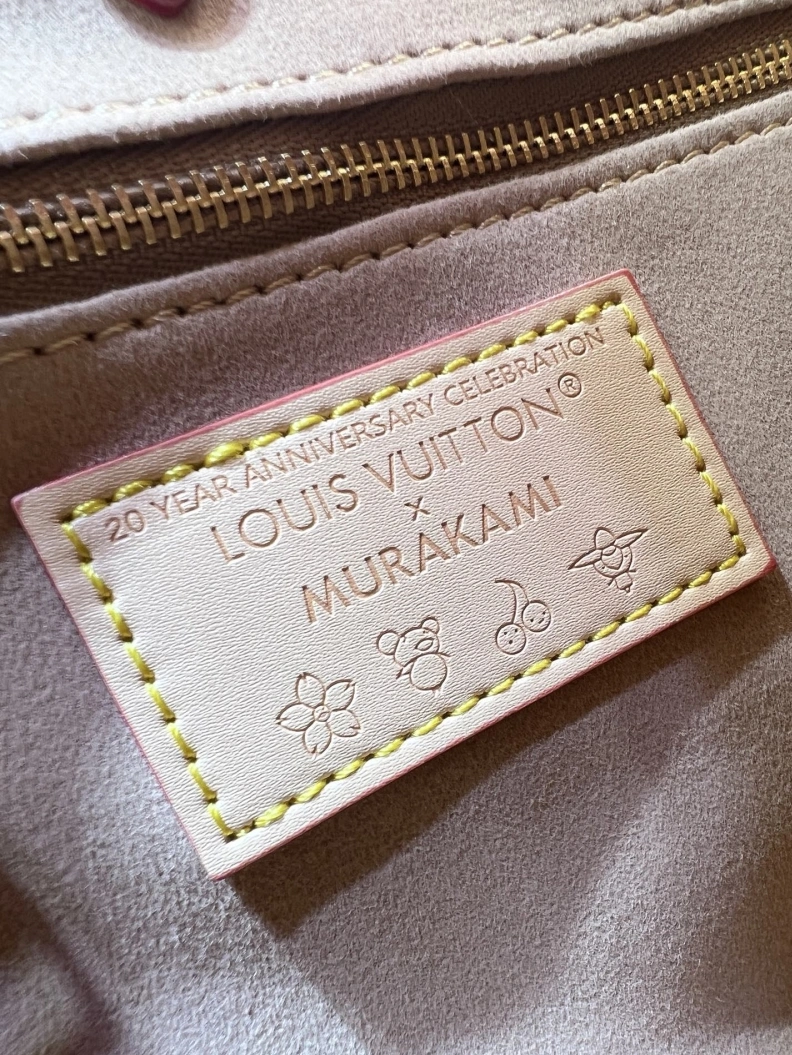 20 YEAR ANNIVERSARY CELEBRATION
LOUIS VUITTON®
x
MURAKAMI